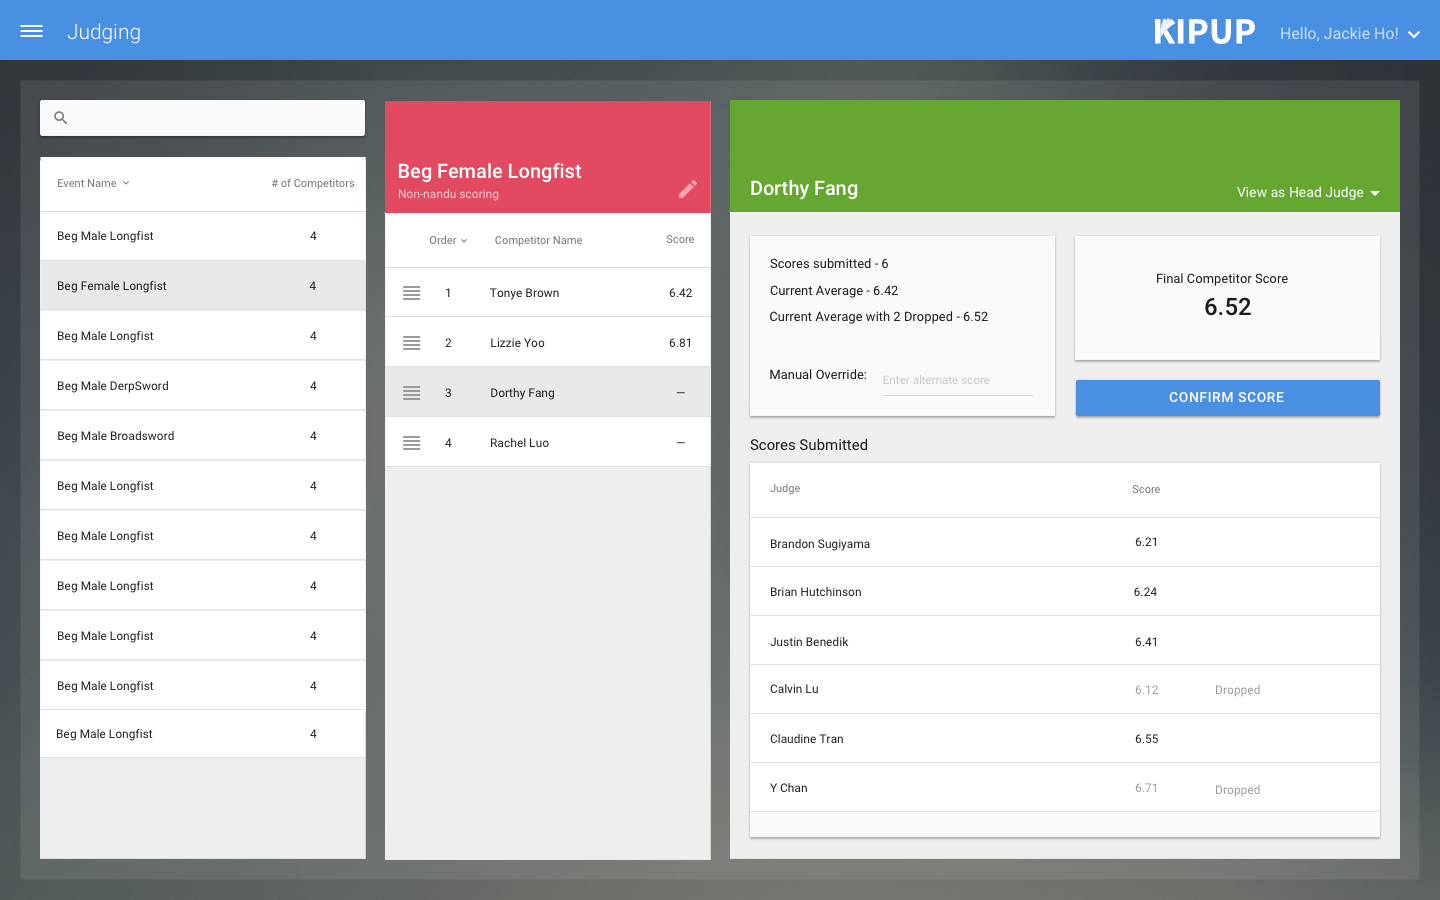 Judging
KIPUP
Hello, Jackie Ho!
Event Name
# of Competitors
Beg Male Longfist 4
Beg Female Longfist 4
Beg Male Longfist 4
Beg Male DerpSword 4
Beg Male Broadsword 4
Beg Male Longfist 4
Beg Male Longfist 4
Beg Male Longfist 4
Beg Male Longfist 4
Beg Male Longfist 4
Beg Male Longfist 4
Beg Female Longfist
Non-nandu scoring
Order Competitor Name Score
1 Tonye Brown 6.42
2 Lizzie Yoo 6.81
3 Dorthy Fang –
4 Rachel Luo –
Dorthy Fang
View as Head Judge
Scores submitted - 6
Current Average - 6.42
Current Average with 2 Dropped - 6.52
Manual Override: Enter alternate score
Final Competitor Score
6.52
CONFIRM SCORE
Scores Submitted
Judge Score
Brandon Sugiyama 6.21
Brian Hutchinson 6.24
Justin Benedik 6.41
Calvin Lu 6.12 Dropped
Claudine Tran 6.55
Y Chan 6.71 Dropped